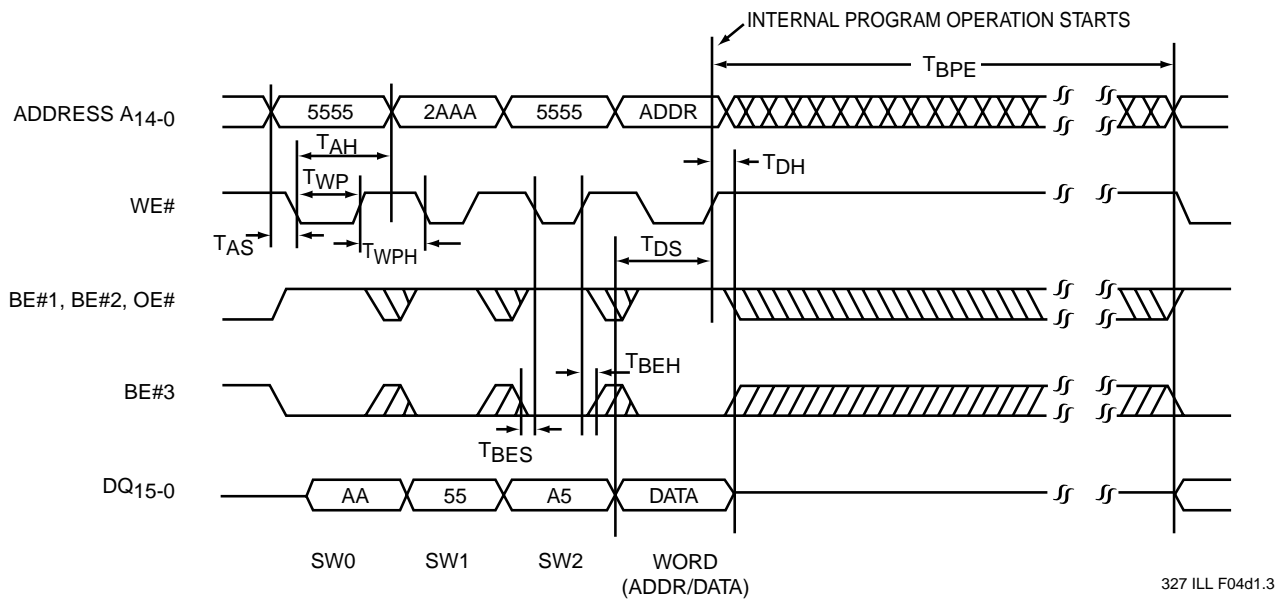 INTERNAL PROGRAM OPERATION STARTS
TBPE
ADDRESS A14-0
5555
2AAA
5555
ADDR
TAH
TDH
TWP
WE#
TAS
TWPH
TDS
BE#1, BE#2, OE#
TBEH
BE#3
TBES
DQ15-0
AA
55
A5
DATA
SW0
SW1
SW2
WORD
(ADDR/DATA)
327 ILL F04d1.3